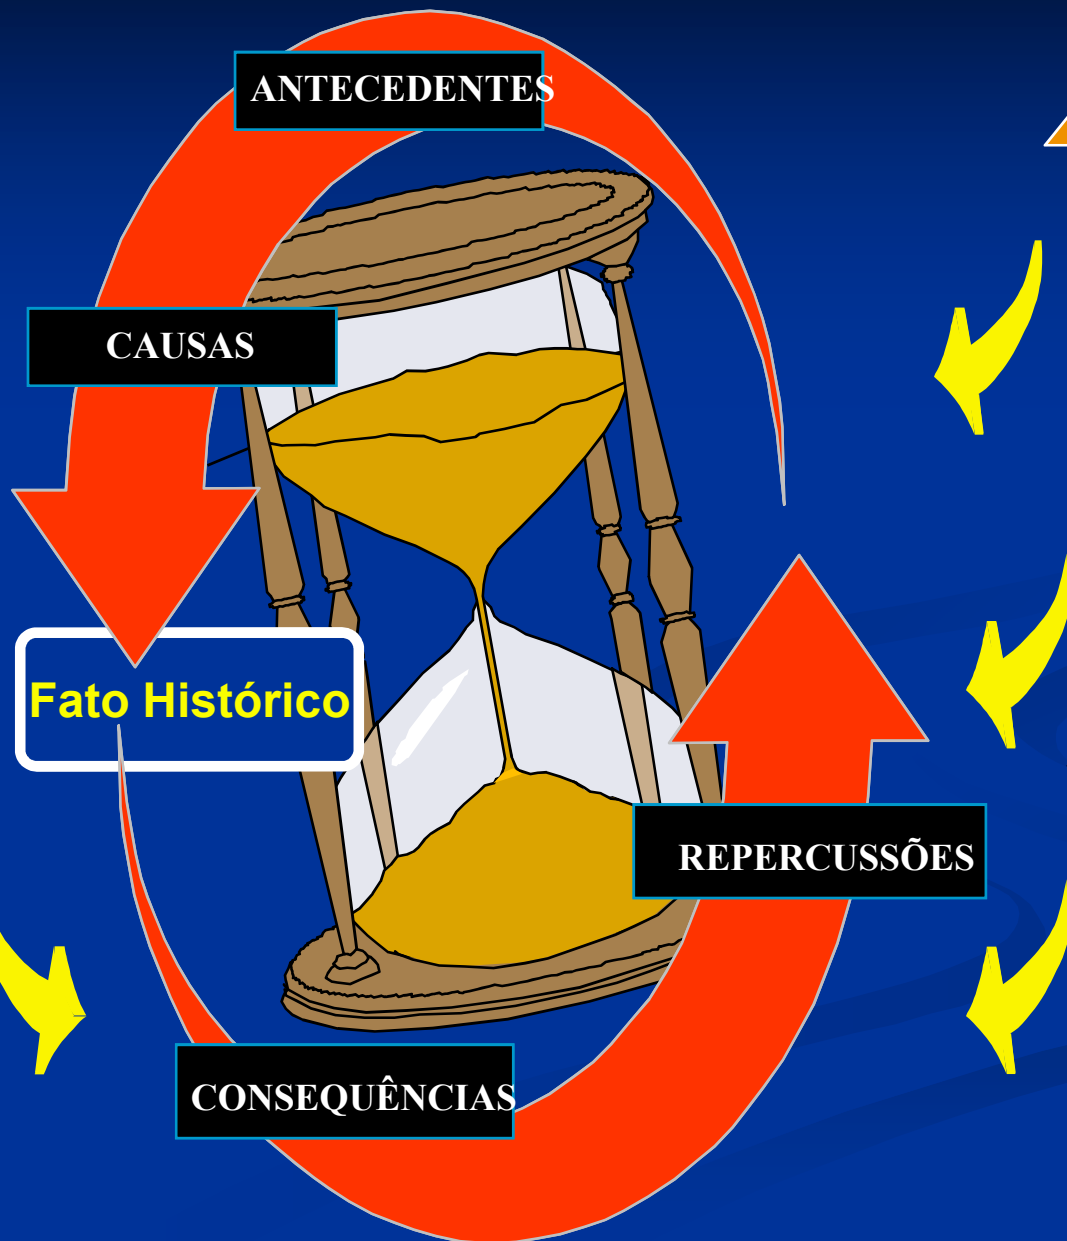 ANTECEDENTES
CAUSAS
Fato Histórico
REPERCUSSÕES
CONSEQUÊNCIAS